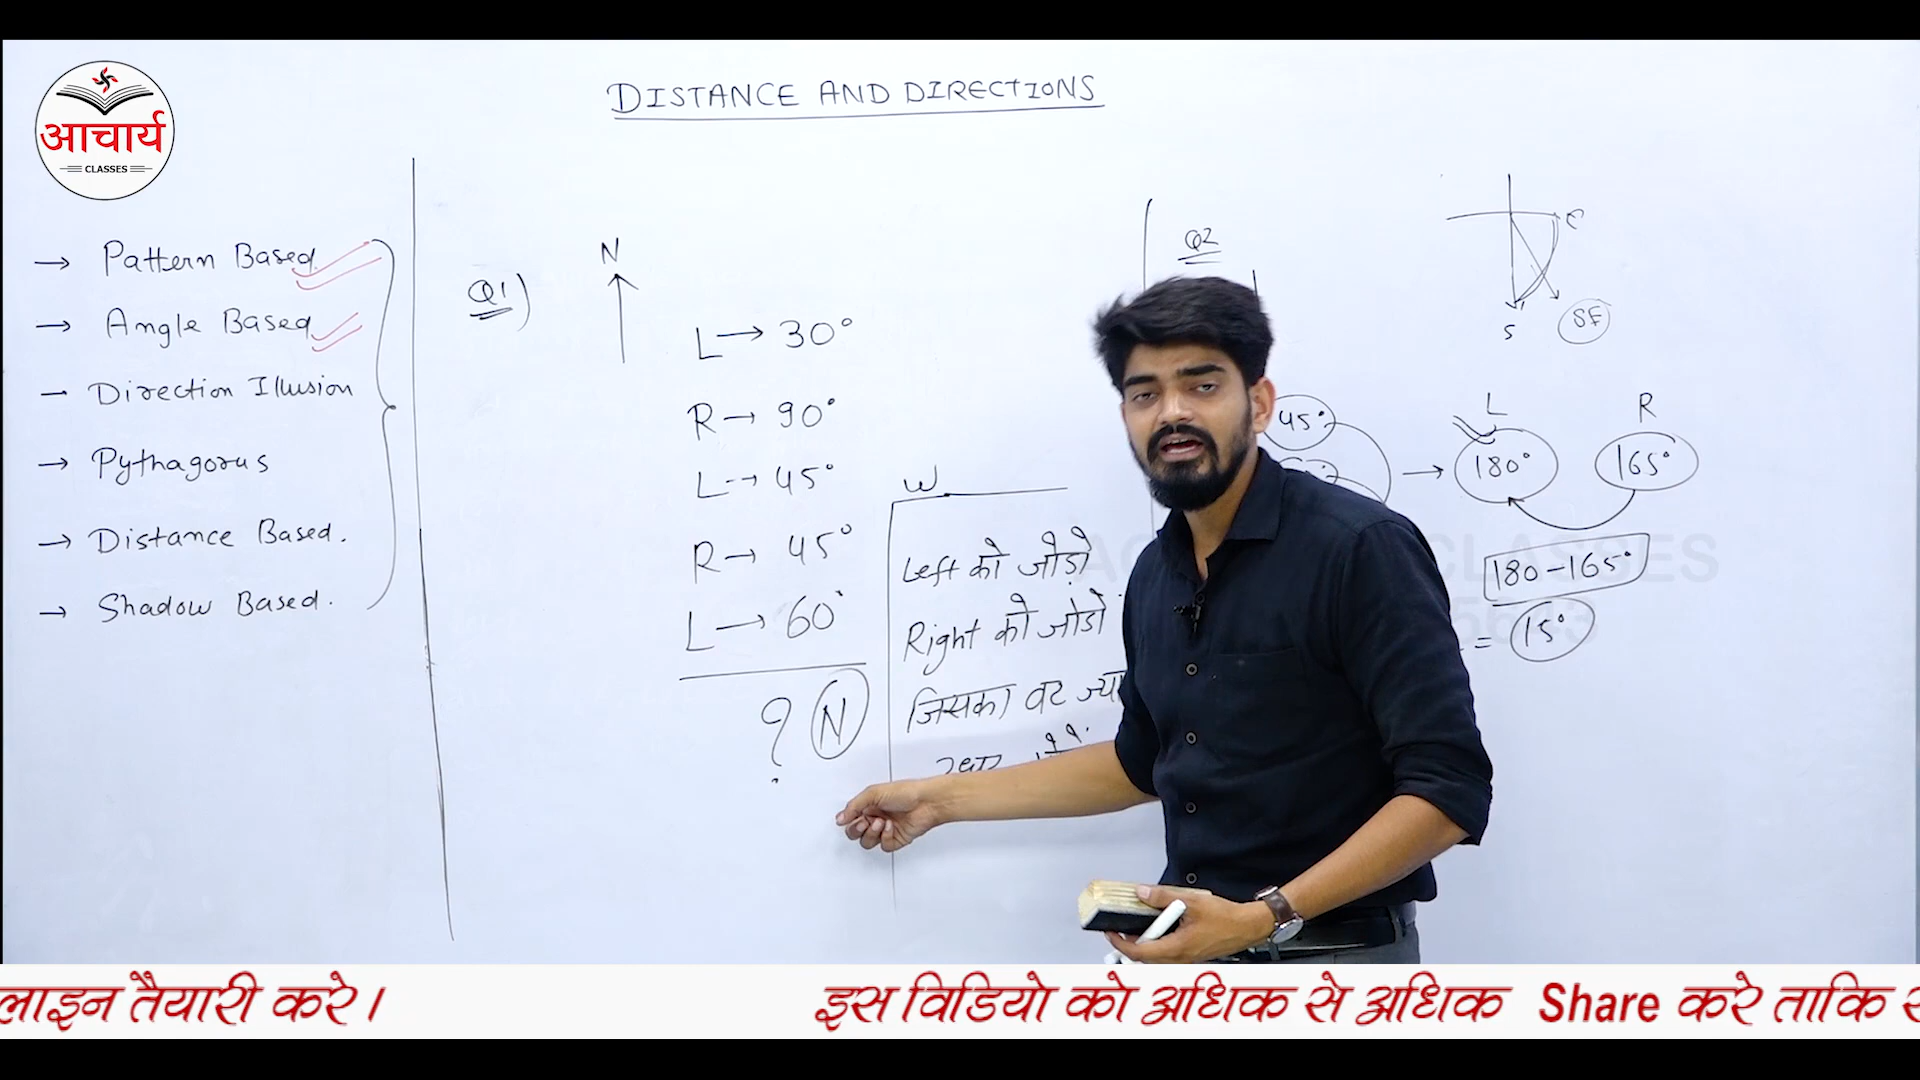 आचार्य
CLASSES
DISTANCE AND DIRECTIONS
→ Pattern Based
→ Angle Based
→ Direction Illusion
→ Pythagorus
→ Distance Based.
→ Shadow Based.
Q1)
N
L → 30°
R → 90°
L → 45°
R → 45°
L → 60°
? N
W
Left को जोड़ो
Right को जोडो
जिसका वट
Q2
E
S
SE
45°
L R
→ 180° 165°
180-165°
= 15°
CLASSES
लाइन तैयारी करे।
इस विडियो को अधिक से अधिक Share करे ताकि